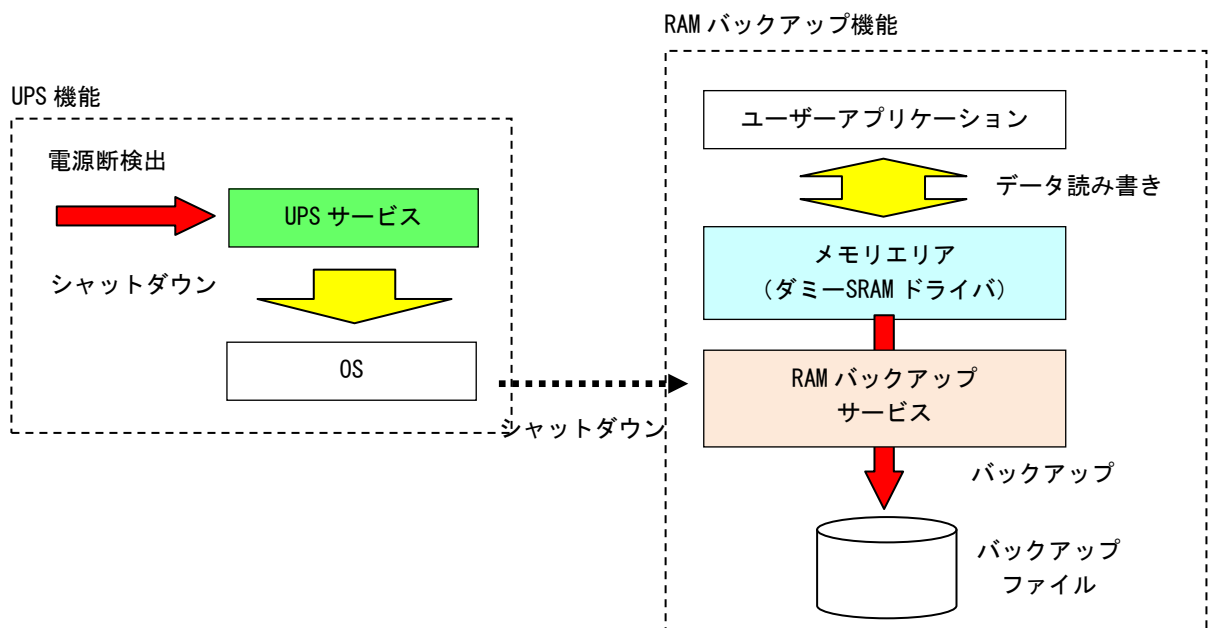 RAM バックアップ機能
UPS 機能
電源断検出
UPS サービス
シャットダウン
OS
シャットダウン
ユーザーアプリケーション
データ読み書き
メモリエリア
（ダミーSRAM ドライバ）
RAM バックアップ
サービス
バックアップ
バックアップ
ファイル